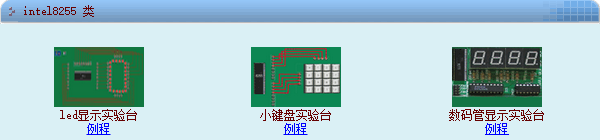 intel8255 类
led显示实验台
例程
小键盘实验台
例程
数码管显示实验台
例程